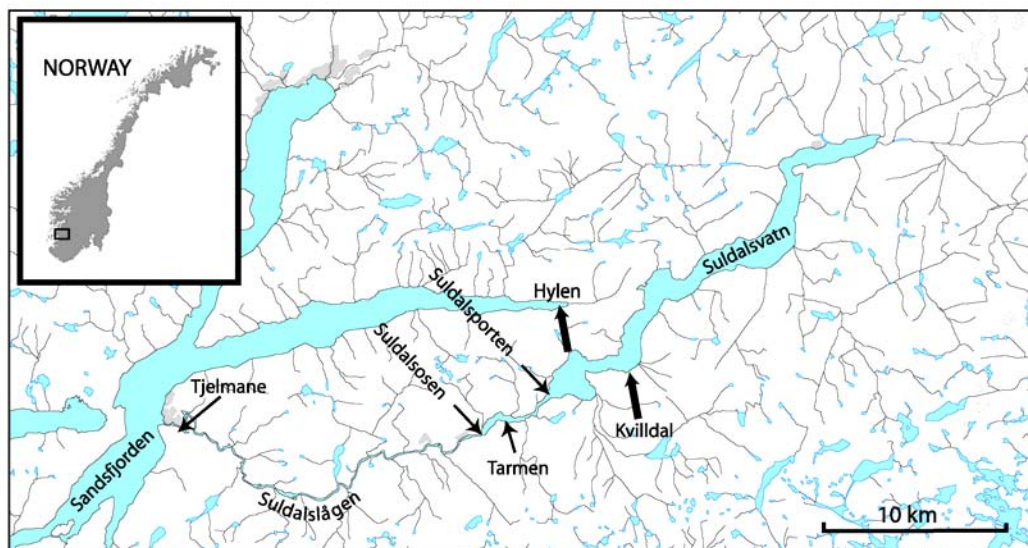 NORWAY
Suldalsvatn
Hylen
Suldalsporten
Suldalsosen
Tjelmane
Kvilldal
Tarmen
Sandsfjorden
Suldalslågen
10 km